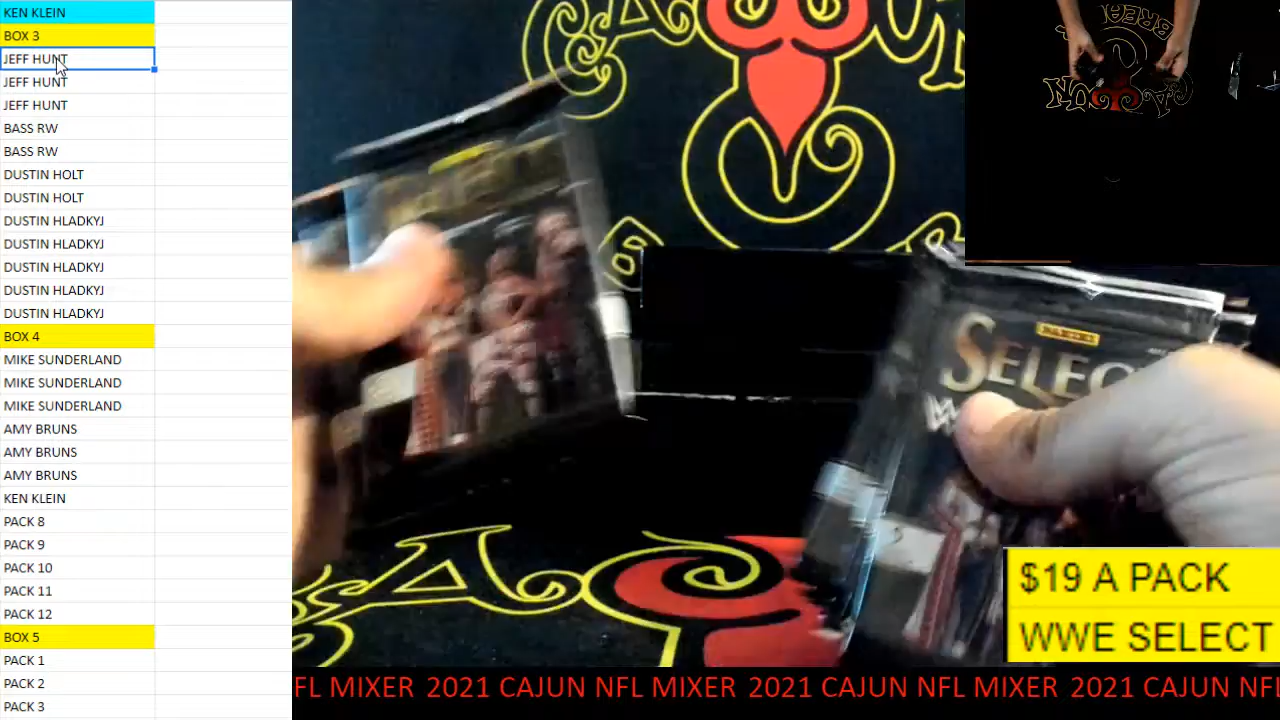 KEN KLEIN
BOX 3
JEFF HUNT
JEFF HUNT
JEFF HUNT
BASS RW
BASS RW
DUSTIN HOLT
DUSTIN HOLT
DUSTIN HLADKYJ
DUSTIN HLADKYJ
DUSTIN HLADKYJ
DUSTIN HLADKYJ
DUSTIN HLADKYJ
BOX 4
MIKE SUNDERLAND
MIKE SUNDERLAND
MIKE SUNDERLAND
AMY BRUNS
AMY BRUNS
AMY BRUNS
KEN KLEIN
PACK 8
PACK 9
PACK 10
PACK 11
PACK 12
BOX 5
PACK 1
PACK 2
PACK 3
PANINI
SELEC
$19 A PACK
WWE SELECT
FL MIXER 2021 CAJUN NFL MIXER 2021 CAJUN NFL MIXER 2021 CAJUN NFL